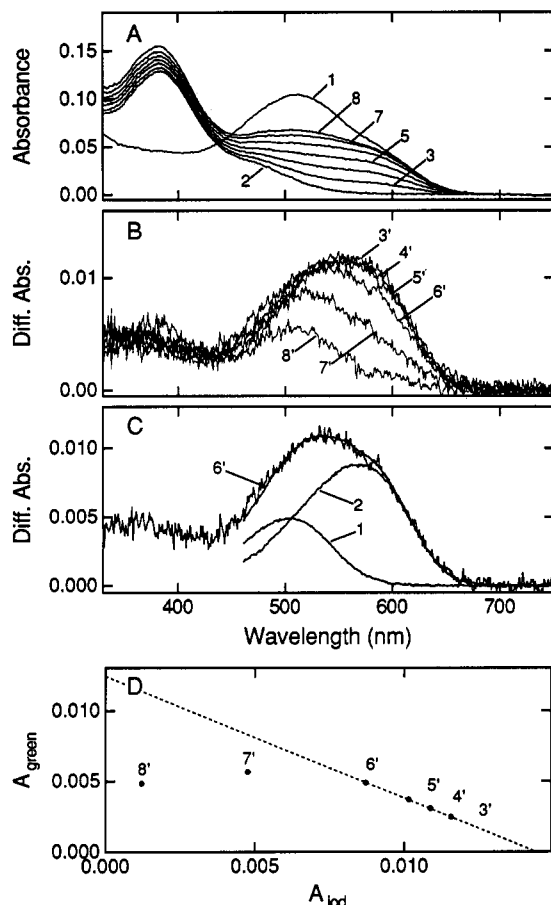 A
Absorbance
0.15
0.10
0.05
0.00
1
8
7
5
3
2
B
Diff. Abs.
0.01
0.00
3'
4'
5'
6'
7
8
C
Diff. Abs.
0.010
0.005
0.000
6'
2
1
400 500 600 700
Wavelength (nm)
D
A green
0.010
0.005
0.000
8'
7'
6'
5'
4'
3'
0.000 0.005 0.010
A iod